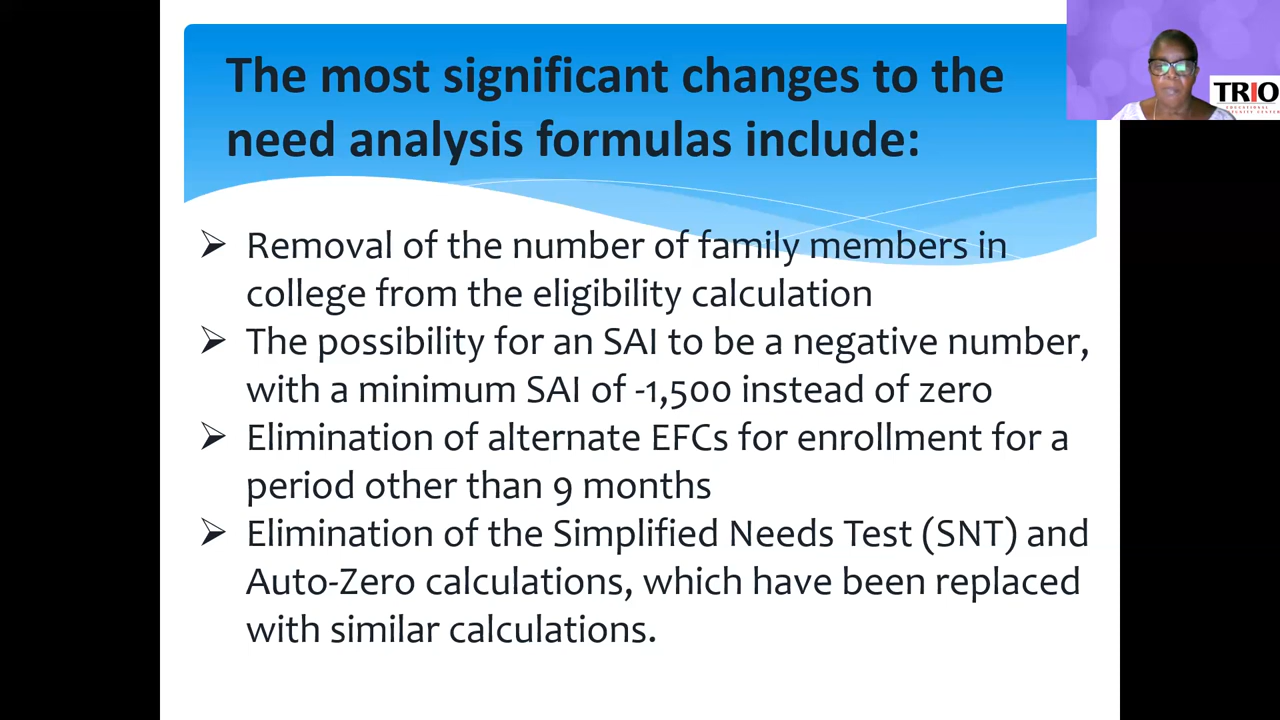 The most significant changes to the
need analysis formulas include:
TRIO
➢ Removal of the number of family members in
college from the eligibility calculation
➢ The possibility for an SAI to be a negative number,
with a minimum SAI of -1,500 instead of zero
➢ Elimination of alternate EFCs for enrollment for a
period other than 9 months
➢ Elimination of the Simplified Needs Test (SNT) and
Auto-Zero calculations, which have been replaced
with similar calculations.